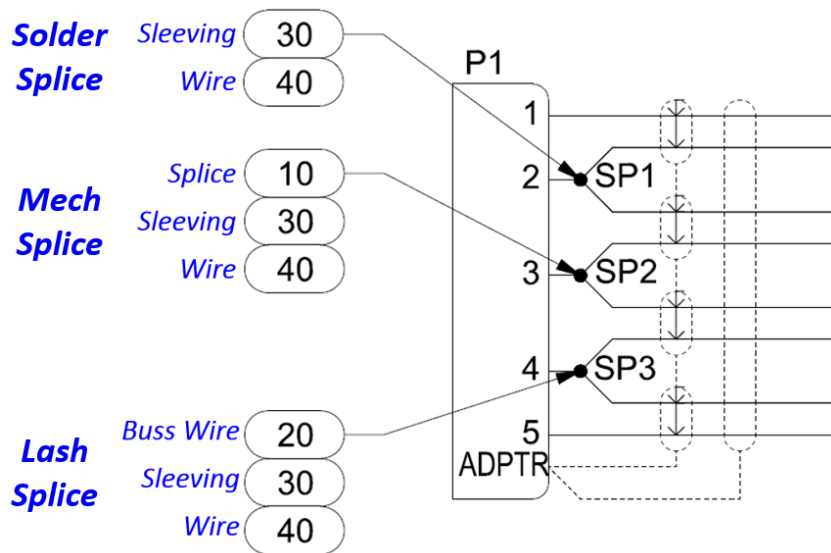 Solder
Splice
Sleeving 30
Wire 40
Mech
Splice
Splice 10
Sleeving 30
Wire 40
Lash
Splice
Buss Wire 20
Sleeving 30
Wire 40
P1
1
2 SP1
3 SP2
4 SP3
5
ADPTR